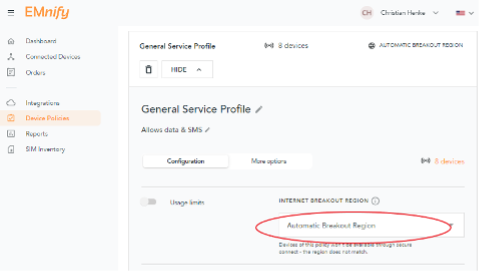 EMnify
CH Christian Henke
Dashboard
Connected Devices
Orders
Integrations
Device Policies
Reports
SIM Inventory
General Service Profile
8 devices
AUTOMATIC BREAKOUT REGION
HIDE
General Service Profile
Allows data & SMS
Configuration
More options
8 devices
Usage limits
INTERNET BREAKOUT REGION
Automatic Breakout Region
Devices of this policy won't be available through secure
connect - the region does not match.